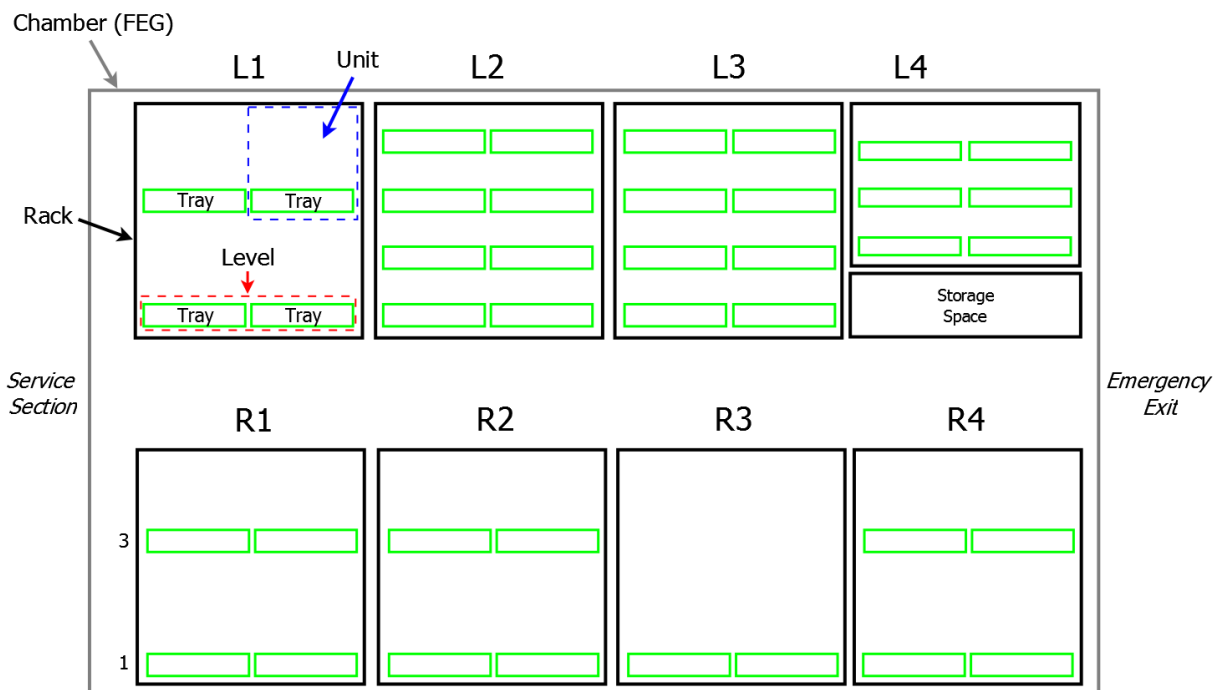 Chamber (FEG)
L1
Unit
L2
L3
L4
Tray
Tray
Rack
Level
Tray
Tray
Storage
Space
Service
Section
Emergency
Exit
R1
R2
R3
R4
3
1